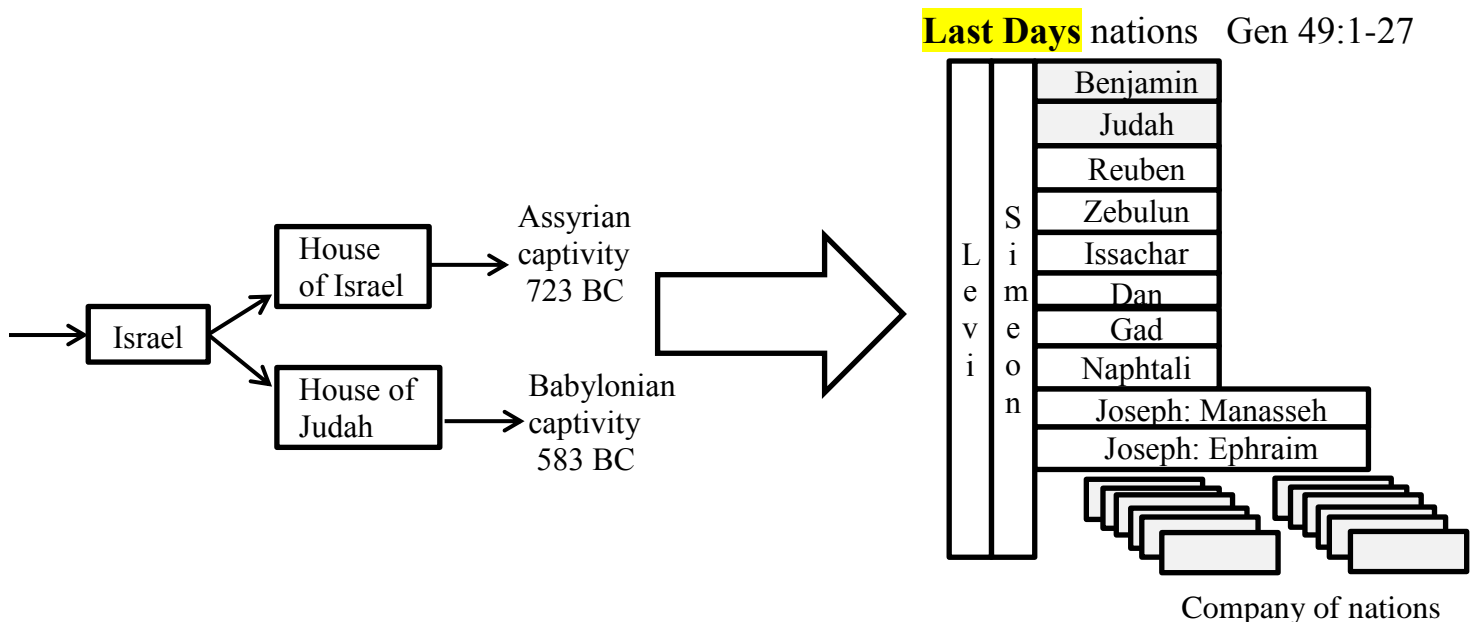 Last Days nations Gen 49:1-27
Israel
House
of Israel
Assyrian
captivity
723 BC
House of
Judah
Babylonian
captivity
583 BC
Levi
Simeon
Benjamin
Judah
Reuben
Zebulun
Issachar
Dan
Gad
Naphtali
Joseph: Manasseh
Joseph: Ephraim
Company of nations